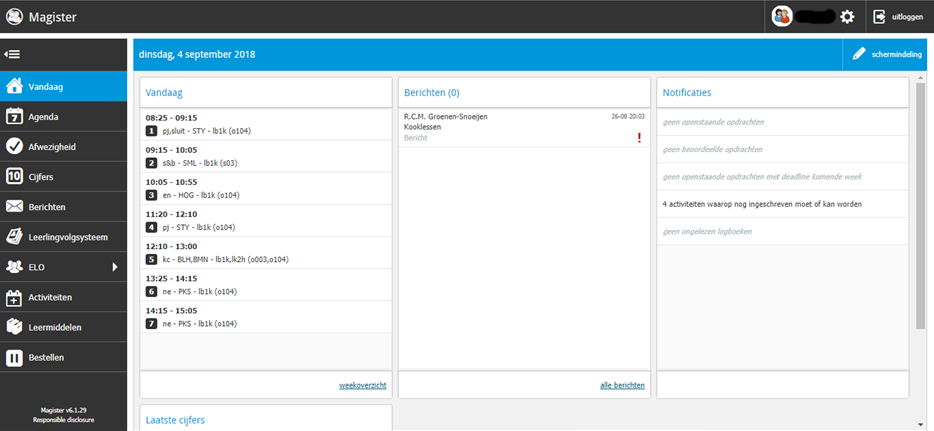 Magister
uitloggen
dinsdag, 4 september 2018
schermindeling
Vandaag
Agenda
7
Afwezigheid
Cijfers
10
Berichten
Leerlingvolgsysteem
ELO
Activiteiten
Leermiddelen
Bestellen
Magister v6.1.29
Responsible disclosure
Vandaag
08:25 - 09:15
1 pj,sluit - STY - lb1k (o104)
09:15 - 10:05
2 s&b - SML - lb1k (s03)
10:05 - 10:55
3 en - HOG - lb1k (o104)
11:20 - 12:10
4 pj - STY - lb1k (o104)
12:10 - 13:00
5 kc - BLH,BMN - lb1k,lk2h (o003,o104)
13:25 - 14:15
6 ne - PKS - lb1k (o104)
14:15 - 15:05
7 ne - PKS - lb1k (o104)
weekoverzicht
Berichten (0)
R.C.M. Groenen-Snoeijen 26-08 20:03
Kooklessen
Bericht !
alle berichten
Notificaties
geen openstaande opdrachten
geen beoordeelde opdrachten
geen openstaande opdrachten met deadline komende week
4 activiteiten waarop nog ingeschreven moet of kan worden
geen ongelezen logboeken
Laatste cijfers